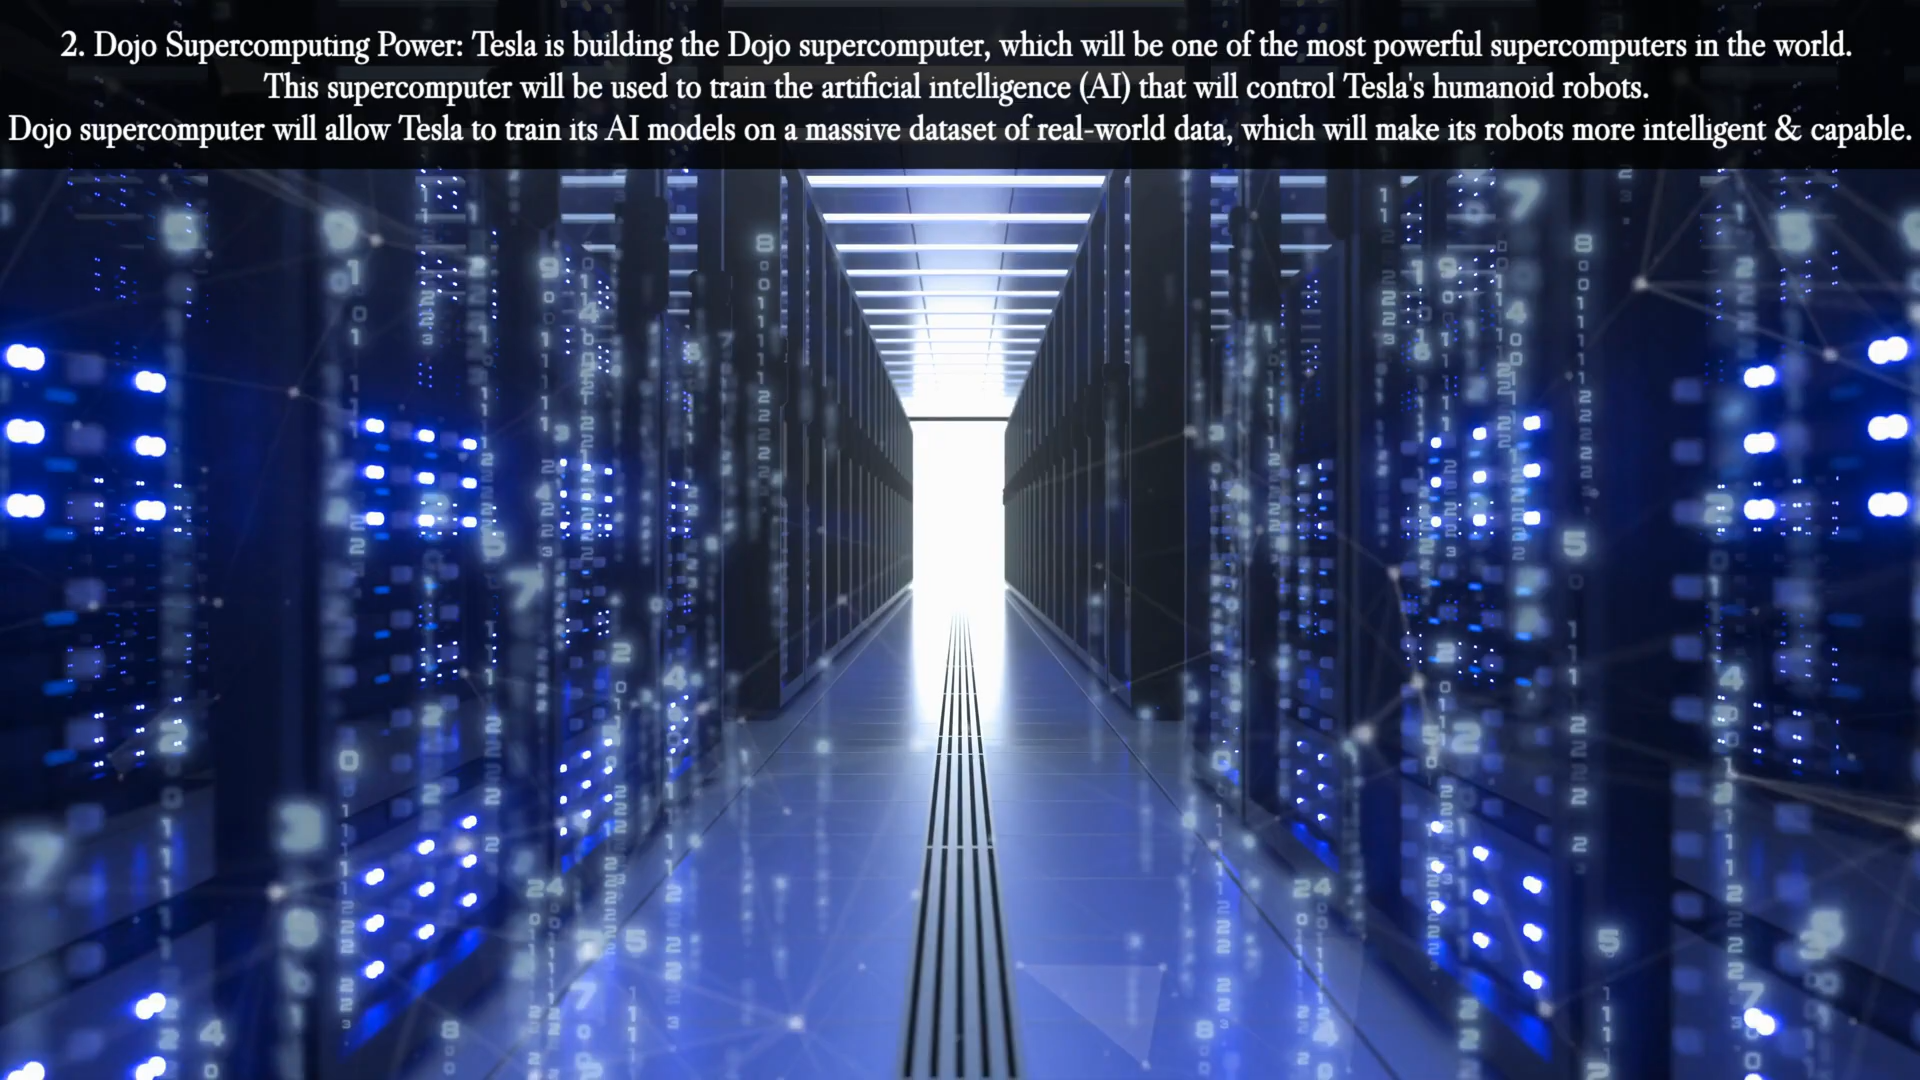 2. Dojo Supercomputing Power: Tesla is building the Dojo supercomputer, which will be one of the most powerful supercomputers in the world.
This supercomputer will be used to train the artificial intelligence (AI) that will control Tesla's humanoid robots.
Dojo supercomputer will allow Tesla to train its AI models on a massive dataset of real-world data, which will make its robots more intelligent & capable.